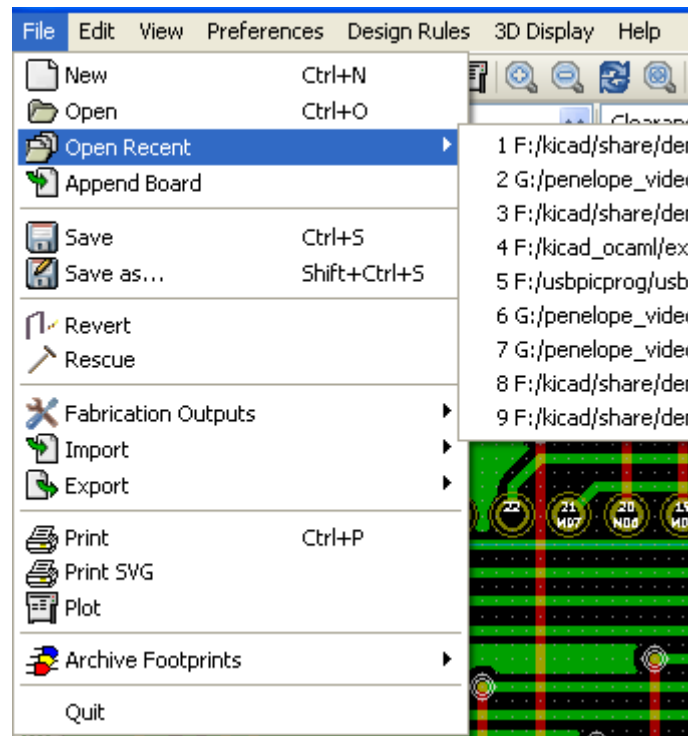 File Edit View Preferences Design Rules 3D Display Help
New Ctrl+N
Open Ctrl+O
Open Recent
Append Board
Save Ctrl+S
Save as... Shift+Ctrl+S
Revert
Rescue
Fabrication Outputs
Import
Export
Print Ctrl+P
Print SVG
Plot
Archive Footprints
Quit
1 F:/kicad/share/de
2 G:/penelope_vide
3 F:/kicad/share/de
4 F:/kicad_ocaml/ex
5 F:/usbpicprog/usb
6 G:/penelope_vide
7 G:/penelope_vide
8 F:/kicad/share/de
9 F:/kicad/share/de
22 21 20